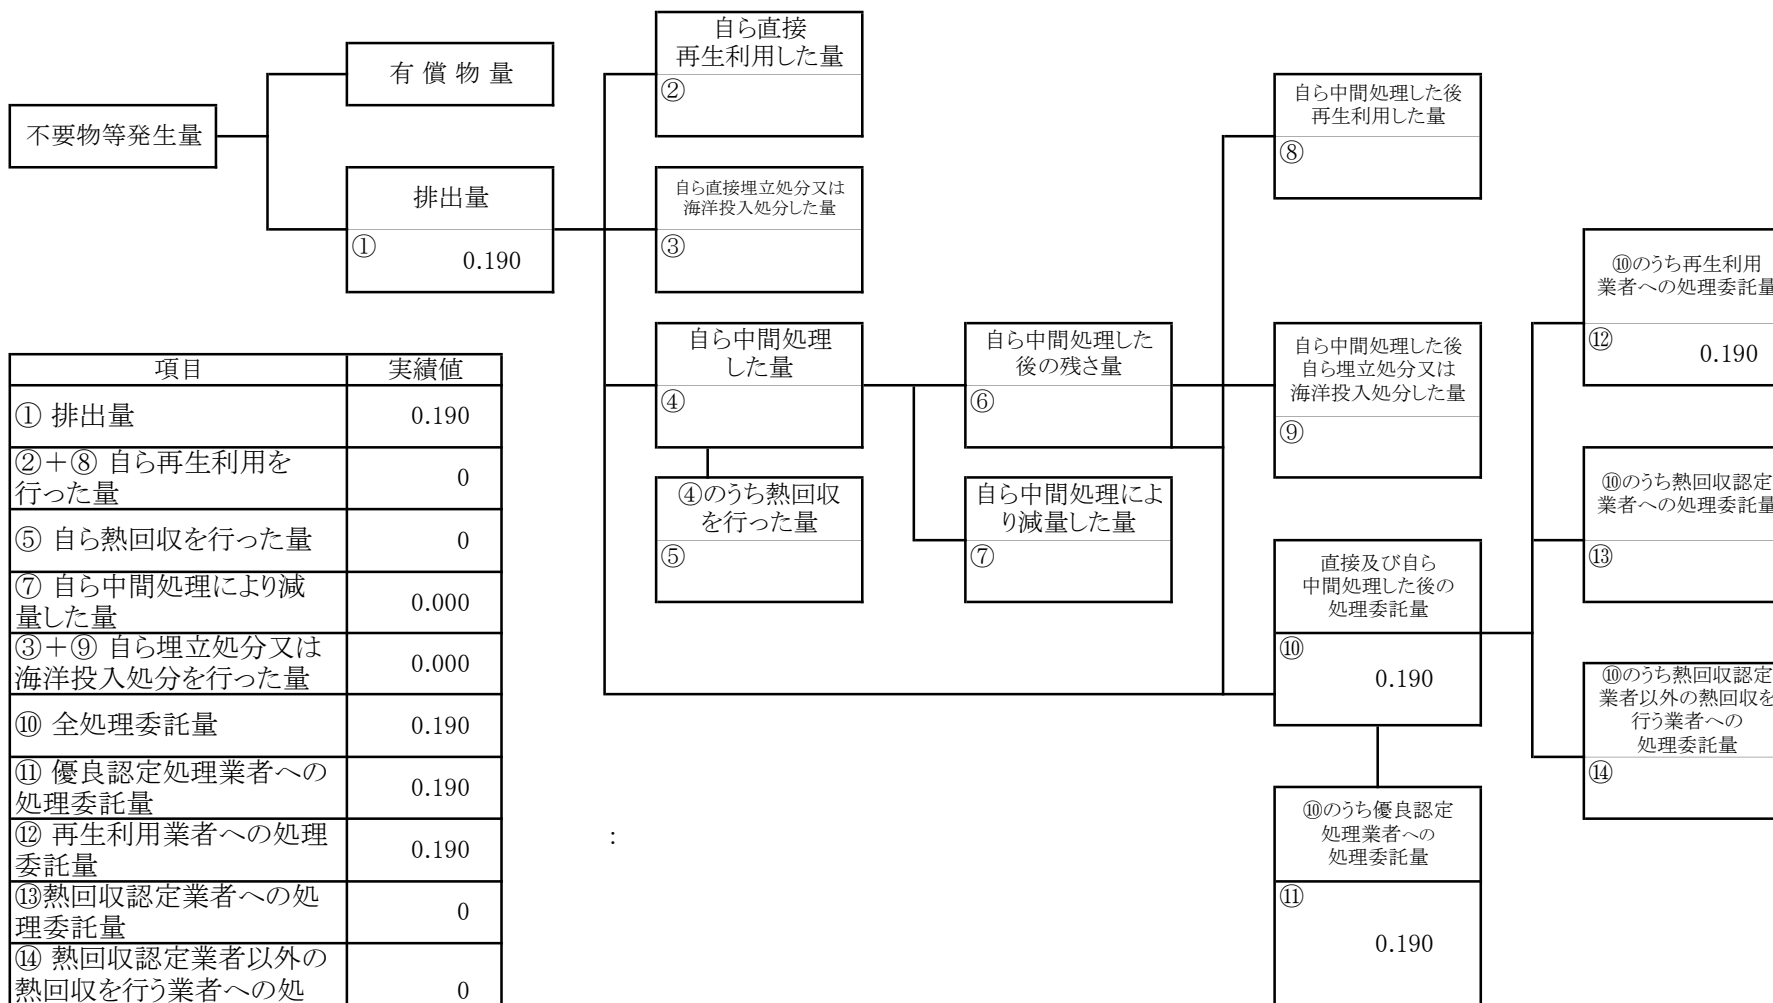 不要物等発生量
有 償 物 量
排出量
①
0.190
自ら直接
再生利用した量
②
自ら直接埋立処分又は
海洋投入処分した量
③
自ら中間処理
した量
④
④のうち熱回収
を行った量
⑤
自ら中間処理した
後の残さ量
⑥
自ら中間処理によ
り減量した量
⑦
自ら中間処理した後
再生利用した量
⑧
自ら中間処理した後
自ら埋立処分又は
海洋投入処分した量
⑨
直接及び自ら
中間処理した後の
処理委託量
⑩
0.190
⑩のうち優良認定
処理業者への
処理委託量
⑪
0.190
⑩のうち再生利用
業者への処理委託量
⑫
0.190
⑩のうち熱回収認定
業者への処理委託量
⑬
⑩のうち熱回収認定
業者以外の熱回収を
行う業者への
処理委託量
⑭
項目 実績値
① 排出量 0.190
②＋⑧ 自ら再生利用を
行った量 0
⑤ 自ら熱回収を行った量 0
⑦ 自ら中間処理により減
量した量 0.000
③＋⑨ 自ら埋立処分又は
海洋投入処分を行った量 0.000
⑩ 全処理委託量 0.190
⑪ 優良認定処理業者への
処理委託量 0.190
⑫ 再生利用業者への処理
委託量 0.190
⑬熱回収認定業者への処
理委託量 0
⑭ 熱回収認定業者以外の
熱回収を行う業者への処 0
: